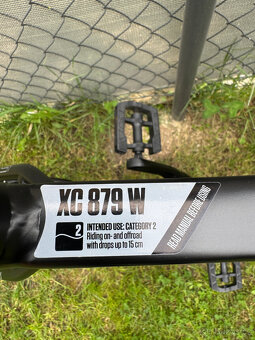 XC 879 W
2
INTENDED USE: CATEGORY 2
Riding on- and offroad
with drops up to 15 cm
READ MANUAL BEFORE USING